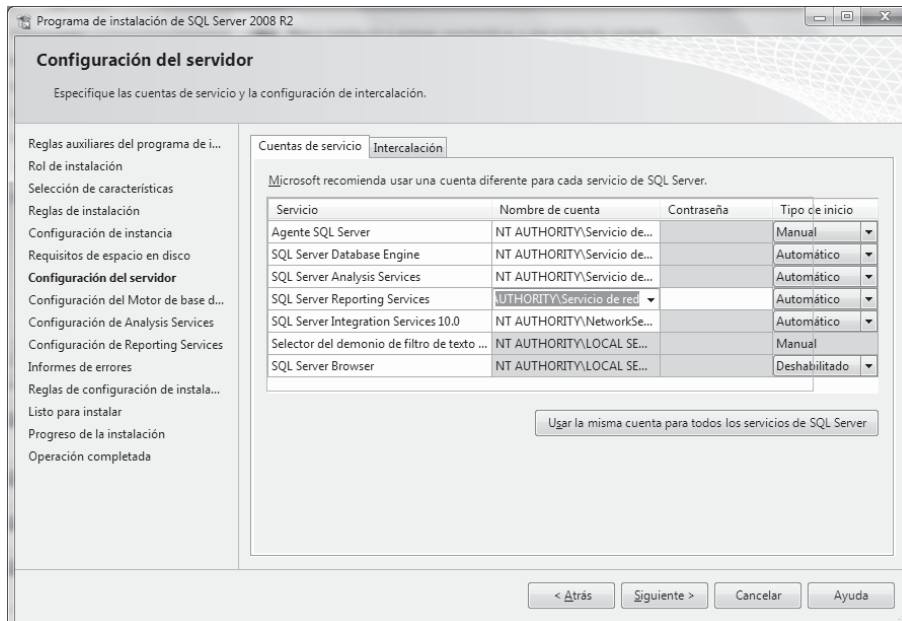 Programa de instalación de SQL Server 2008 R2
Configuración del servidor
Especifique las cuentas de servicio y la configuración de intercalación.
Reglas auxiliares del programa de i...
Rol de instalación
Selección de características
Reglas de instalación
Configuración de instancia
Requisitos de espacio en disco
Configuración del servidor
Configuración del Motor de base d...
Configuración de Analysis Services
Configuración de Reporting Services
Informes de errores
Reglas de configuración de instala...
Listo para instalar
Progreso de la instalación
Operación completada
Cuentas de servicio Intercalación
Microsoft recomienda usar una cuenta diferente para cada servicio de SQL Server.
Servicio Nombre de cuenta Contraseña Tipo de inicio
Agente SQL Server NT AUTHORITY\Servicio de... Manual
SQL Server Database Engine NT AUTHORITY\Servicio de... Automático
SQL Server Analysis Services NT AUTHORITY\Servicio de... Automático
SQL Server Reporting Services AUTHORITY\Servicio de red Automático
SQL Server Integration Services 10.0 NT AUTHORITY\NetworkSe... Automático
Selector del demonio de filtro de texto ... NT AUTHORITY\LOCAL SE... Manual
SQL Server Browser NT AUTHORITY\LOCAL SE... Deshabilitado
Usar la misma cuenta para todos los servicios de SQL Server
< Atrás Siguiente > Cancelar Ayuda